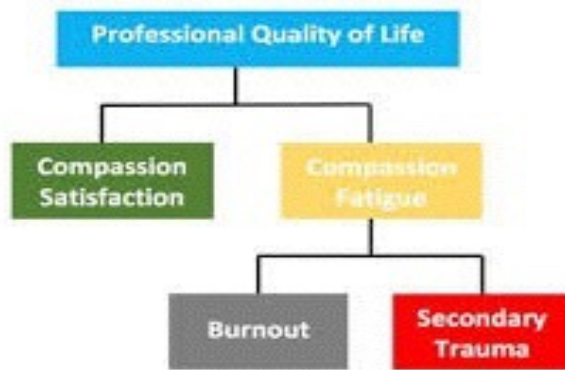 Professional Quality of Life
Compassion
Satisfaction
Compassion
Fatigue
Burnout
Secondary
Trauma